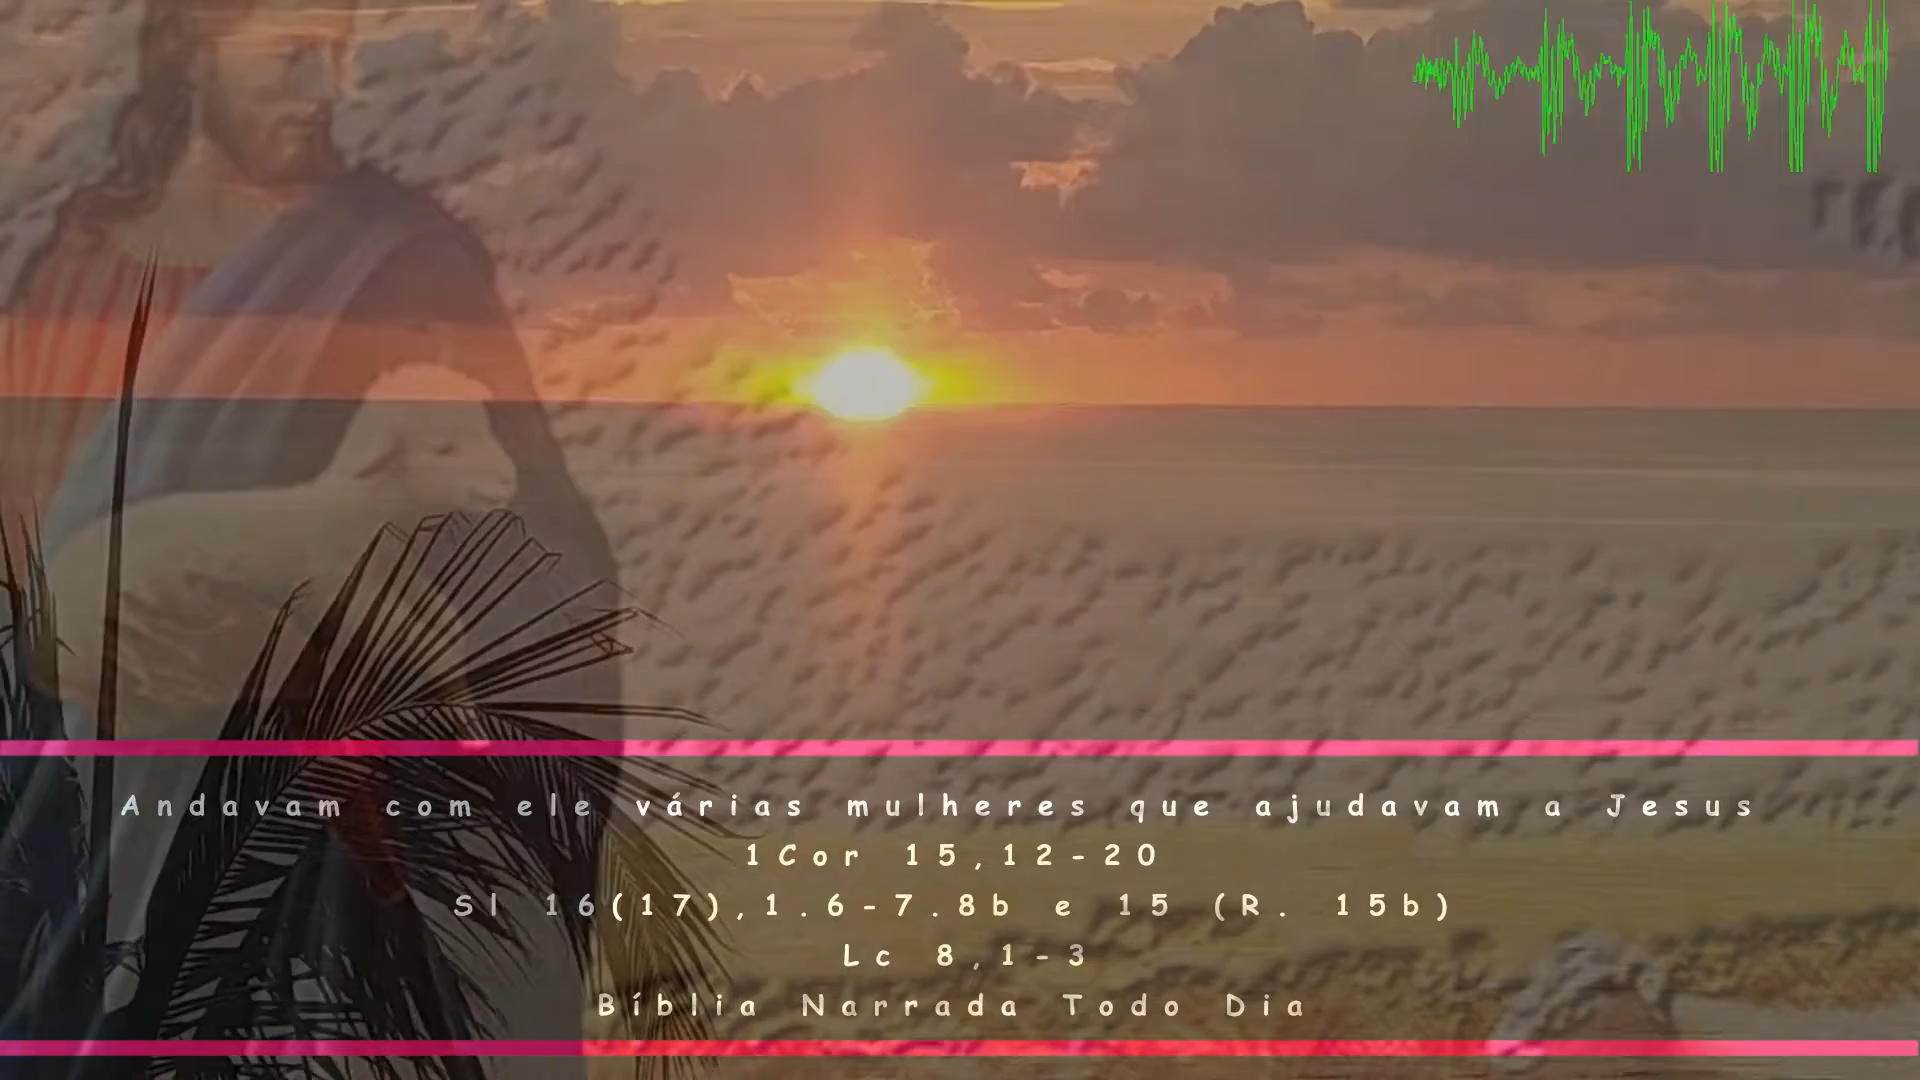 Andavam com ele várias mulheres que ajudavam a Jesus
1Cor 15,12-20
Sl 16(17),1.6-7.8b e 15 (R. 15b)
Lc 8,1-3
Bíblia Narrada Todo Dia